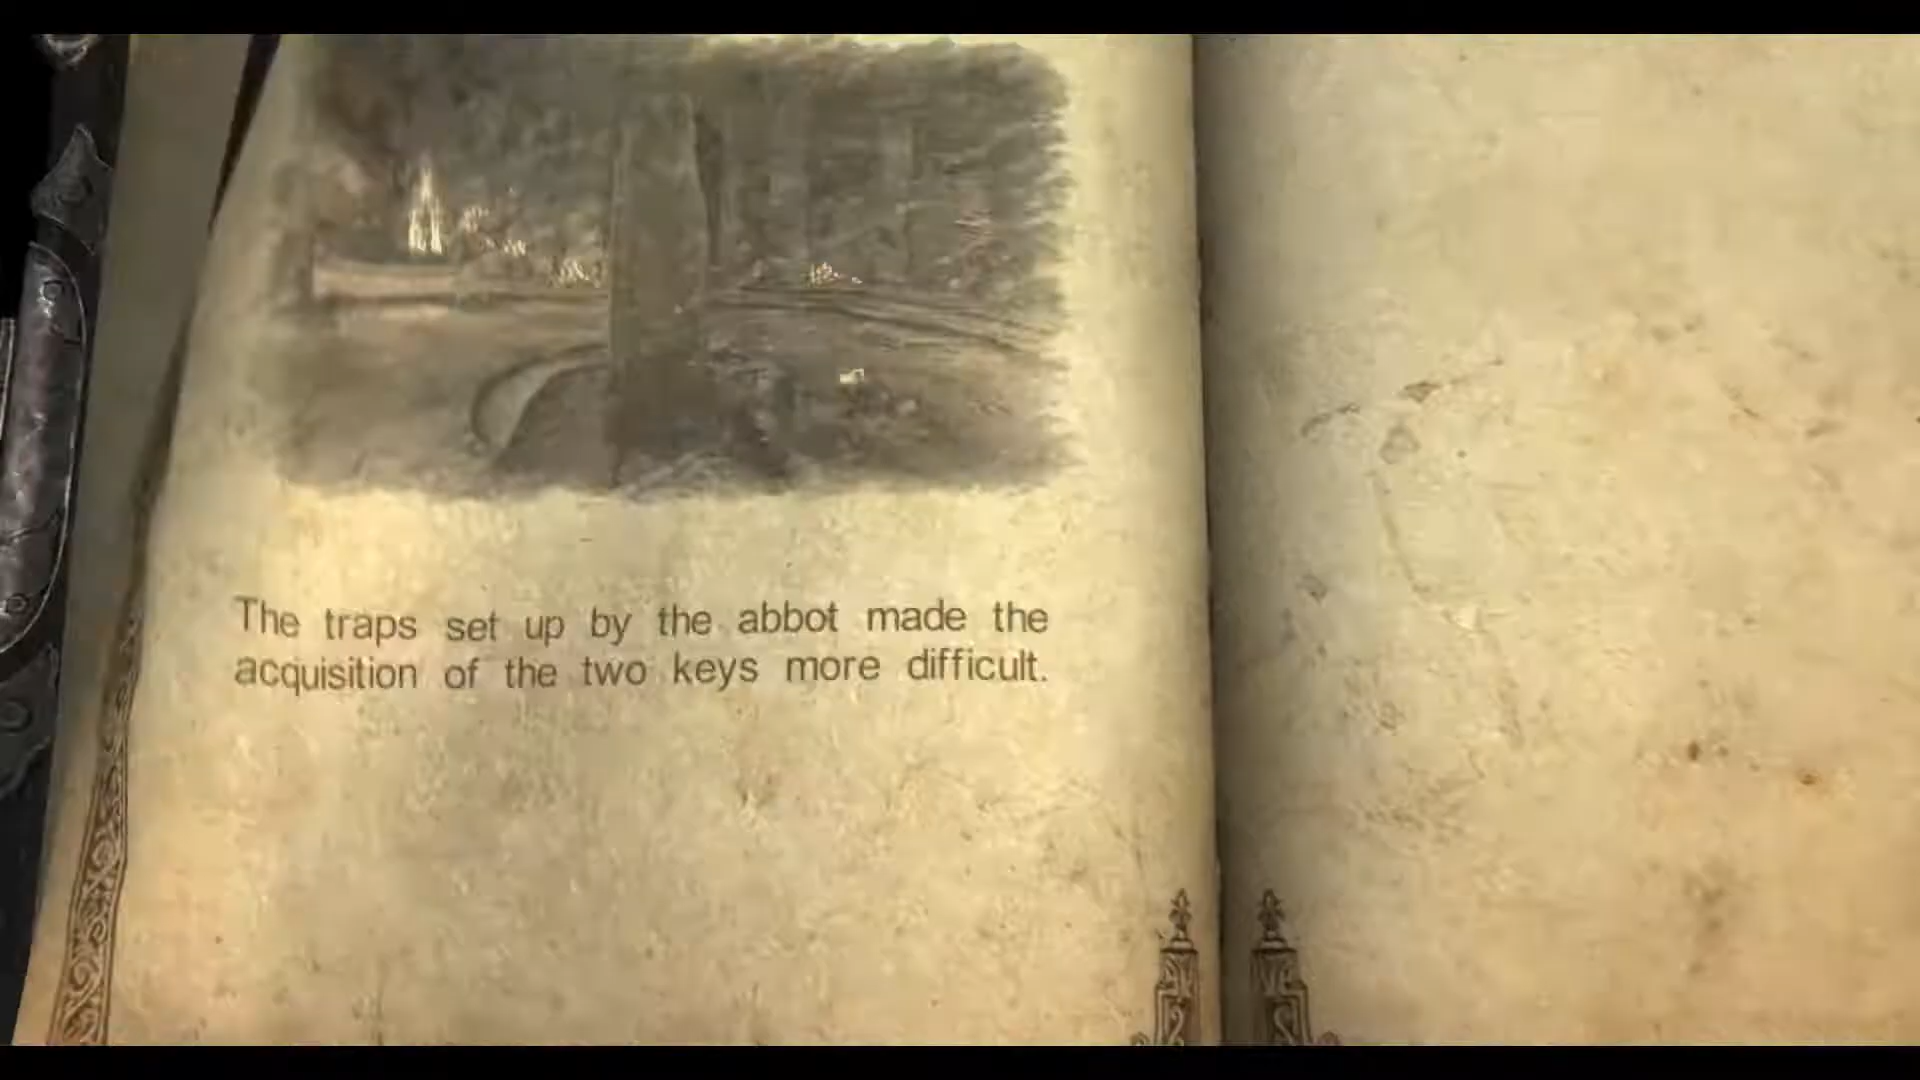 The traps set up by the abbot made the
acquisition of the two keys more difficult.